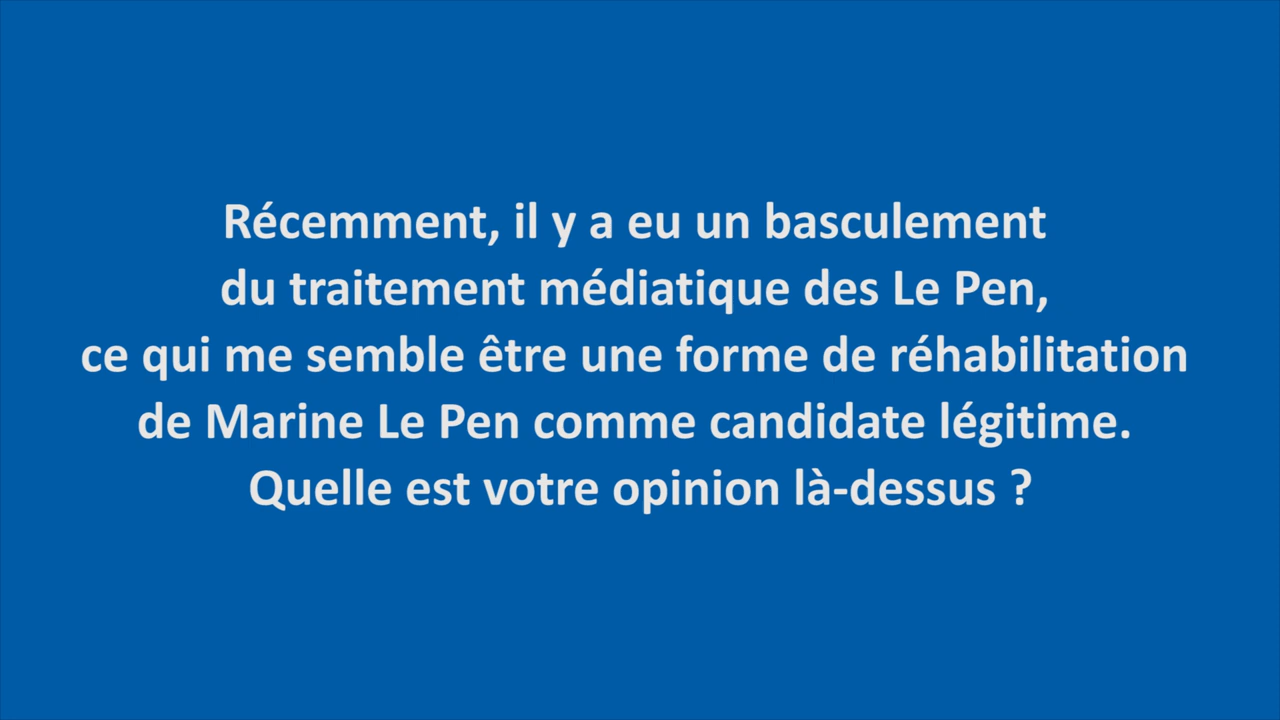 Récemment, il y a eu un basculement
du traitement médiatique des Le Pen,
ce qui me semble être une forme de réhabilitation
de Marine Le Pen comme candidate légitime.
Quelle est votre opinion là-dessus ?